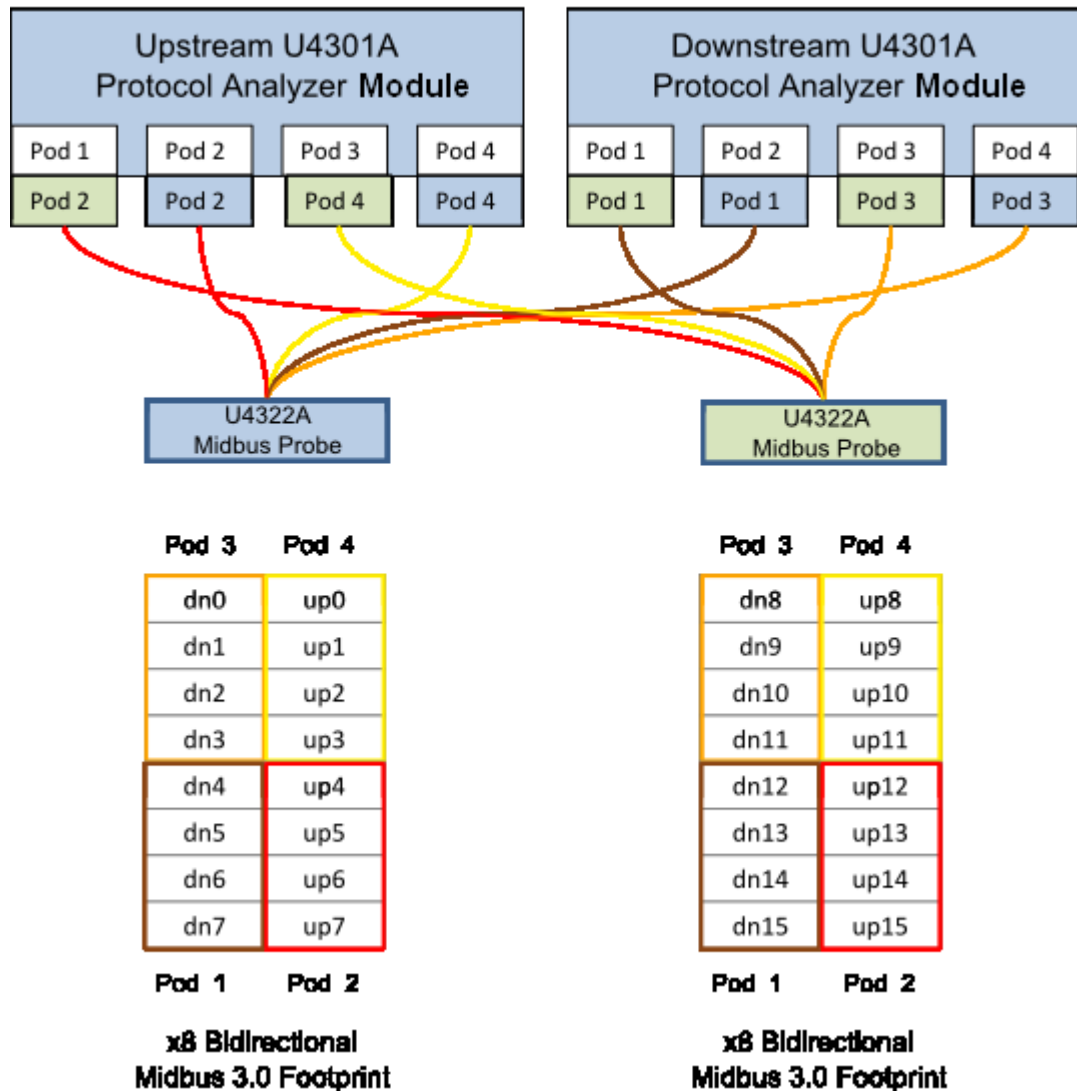 Upstream U4301A
Protocol Analyzer Module
Downstream U4301A
Protocol Analyzer Module
Pod 1 Pod 2 Pod 3 Pod 4
Pod 1 Pod 2 Pod 3 Pod 4
Pod 2 Pod 2 Pod 4 Pod 4
Pod 1 Pod 1 Pod 3 Pod 3
U4322A
Midbus Probe
U4322A
Midbus Probe
Pod 3 Pod 4
dn0 up0
dn1 up1
dn2 up2
dn3 up3
dn4 up4
dn5 up5
dn6 up6
dn7 up7
Pod 1 Pod 2
x8 Bidirectional
Midbus 3.0 Footprint
Pod 3 Pod 4
dn8 up8
dn9 up9
dn10 up10
dn11 up11
dn12 up12
dn13 up13
dn14 up14
dn15 up15
Pod 1 Pod 2
x8 Bidirectional
Midbus 3.0 Footprint